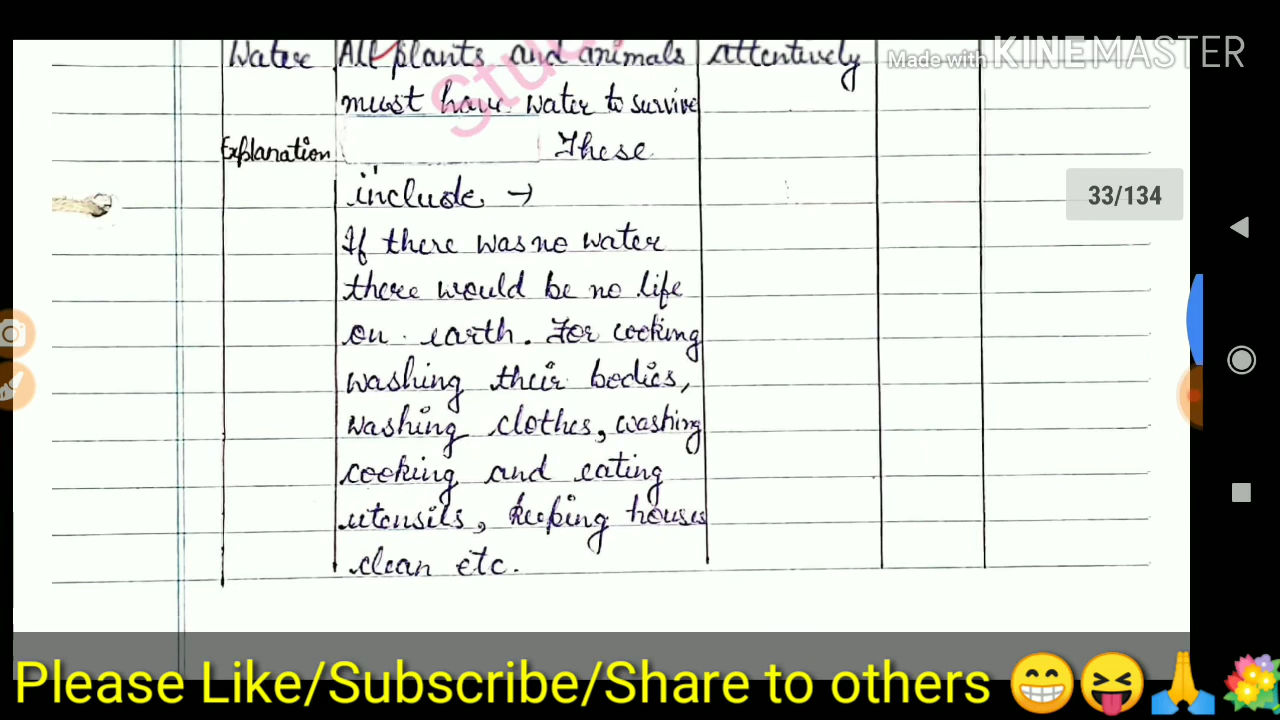 Water All plants and animals attentively
Made with KINEMASTER
must have water to survive
Explanation These
include →
33/134
If there was no water
there would be no life
on earth. For cooking
washing their bodies,
washing clothes, washing
cooking and eating
utensils, keeping houses
clean etc.
Please Like/Subscribe/Share to others 😁😝🙏💐